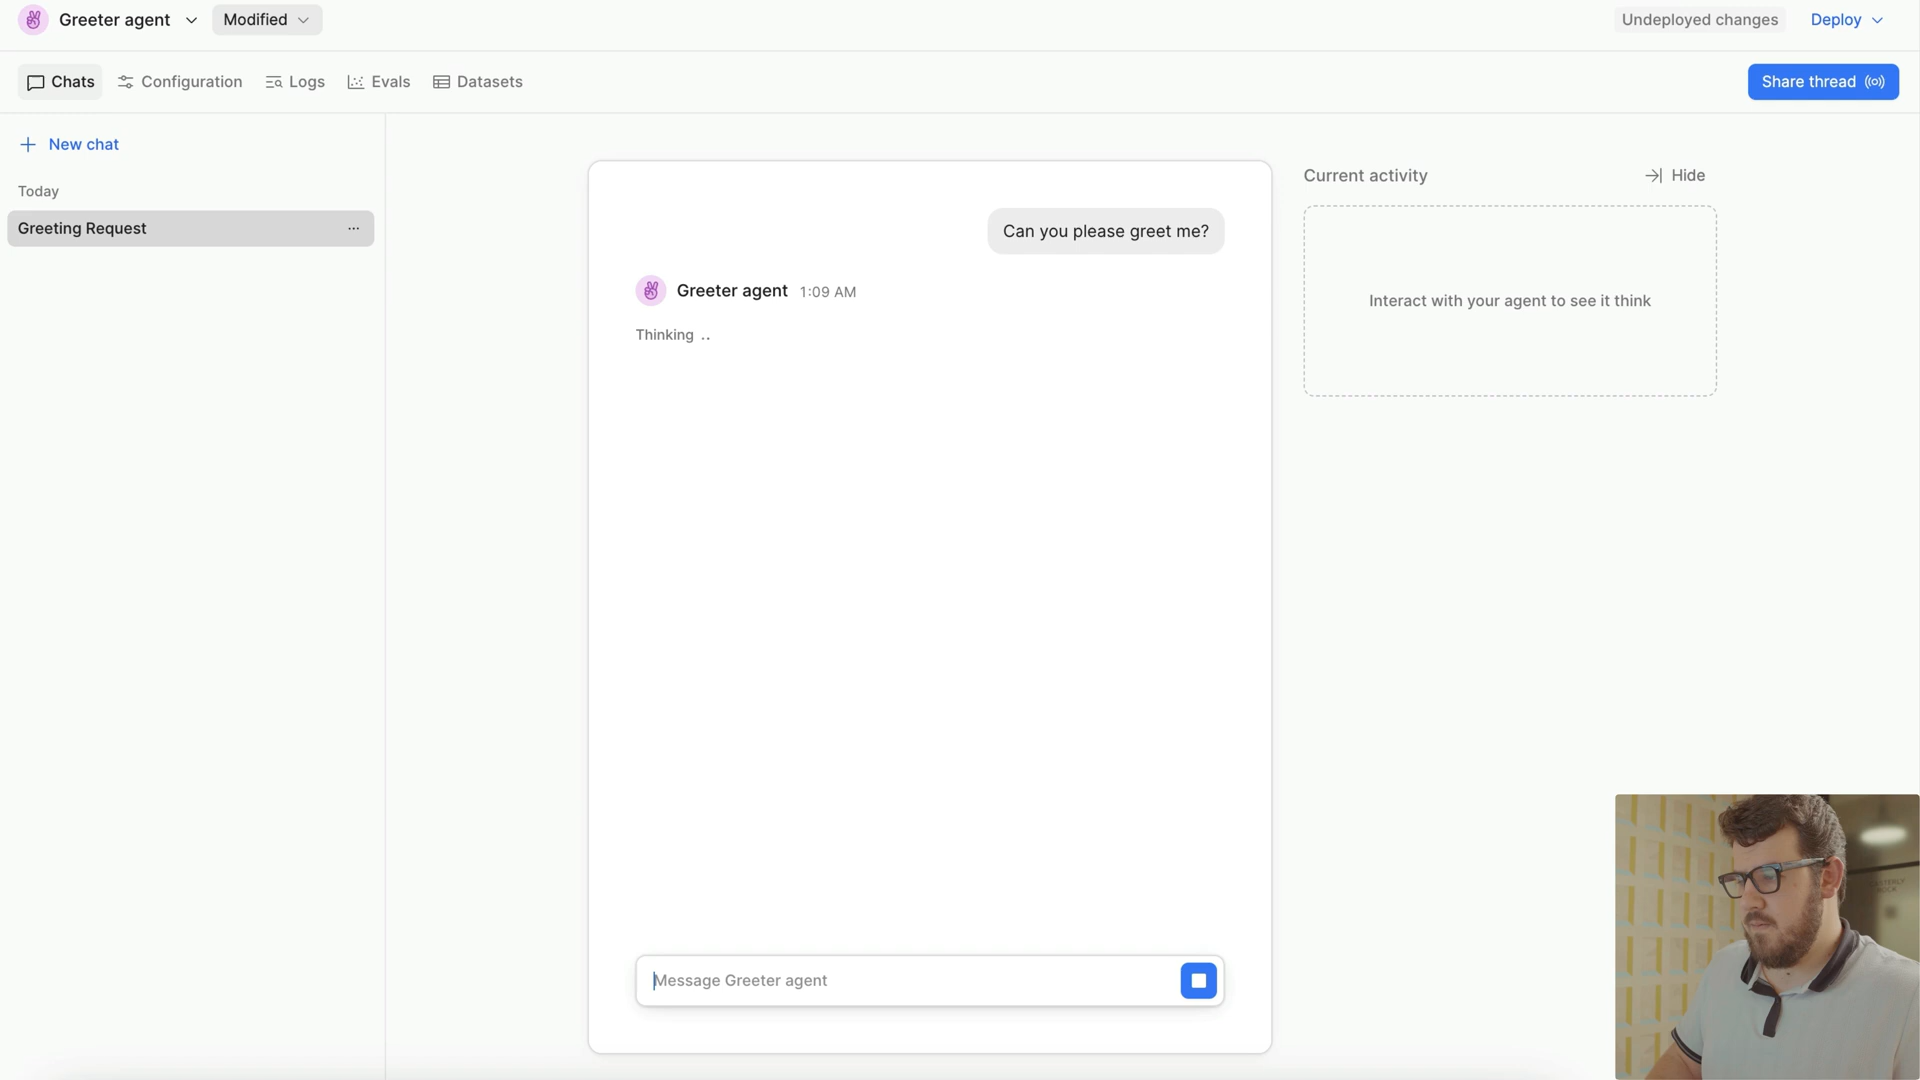 Greeter agent
Modified
Undeployed changes
Deploy
Chats
Configuration
Logs
Evals
Datasets
Share thread
New chat
Today
Greeting Request
...
Can you please greet me?
Greeter agent 1:09 AM
Thinking ..
Message Greeter agent
Current activity
Hide
Interact with your agent to see it think